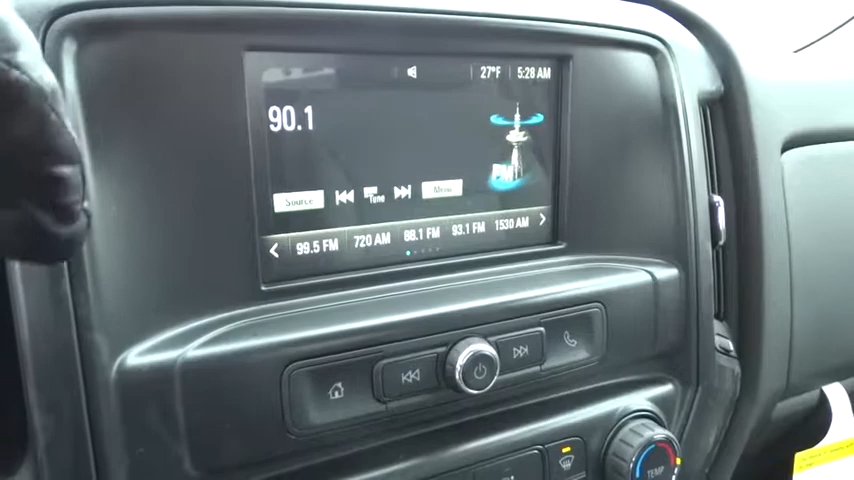 27°F 5:28 AM
90.1
FM
Source Tune Menu
99.5 FM 720 AM 88.1 FM 93.1 FM 1530 AM
TEMP